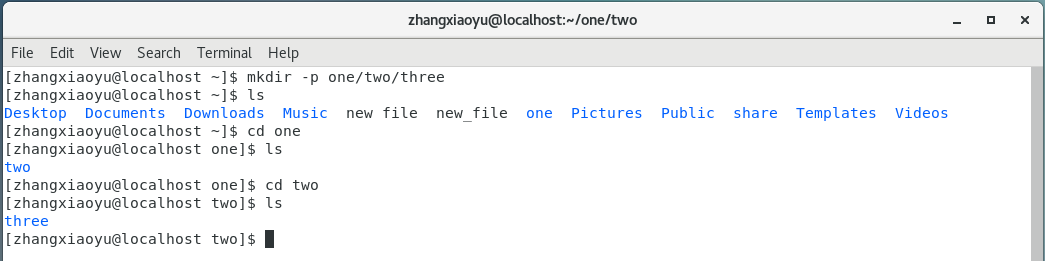 zhangxiaoyu@localhost:~/one/two
File Edit View Search Terminal Help
[zhangxiaoyu@localhost ~]$ mkdir -p one/two/three
[zhangxiaoyu@localhost ~]$ ls
Desktop  Documents  Downloads  Music  new file  new_file  one  Pictures  Public  share  Templates  Videos
[zhangxiaoyu@localhost ~]$ cd one
[zhangxiaoyu@localhost one]$ ls
two
[zhangxiaoyu@localhost one]$ cd two
[zhangxiaoyu@localhost two]$ ls
three
[zhangxiaoyu@localhost two]$